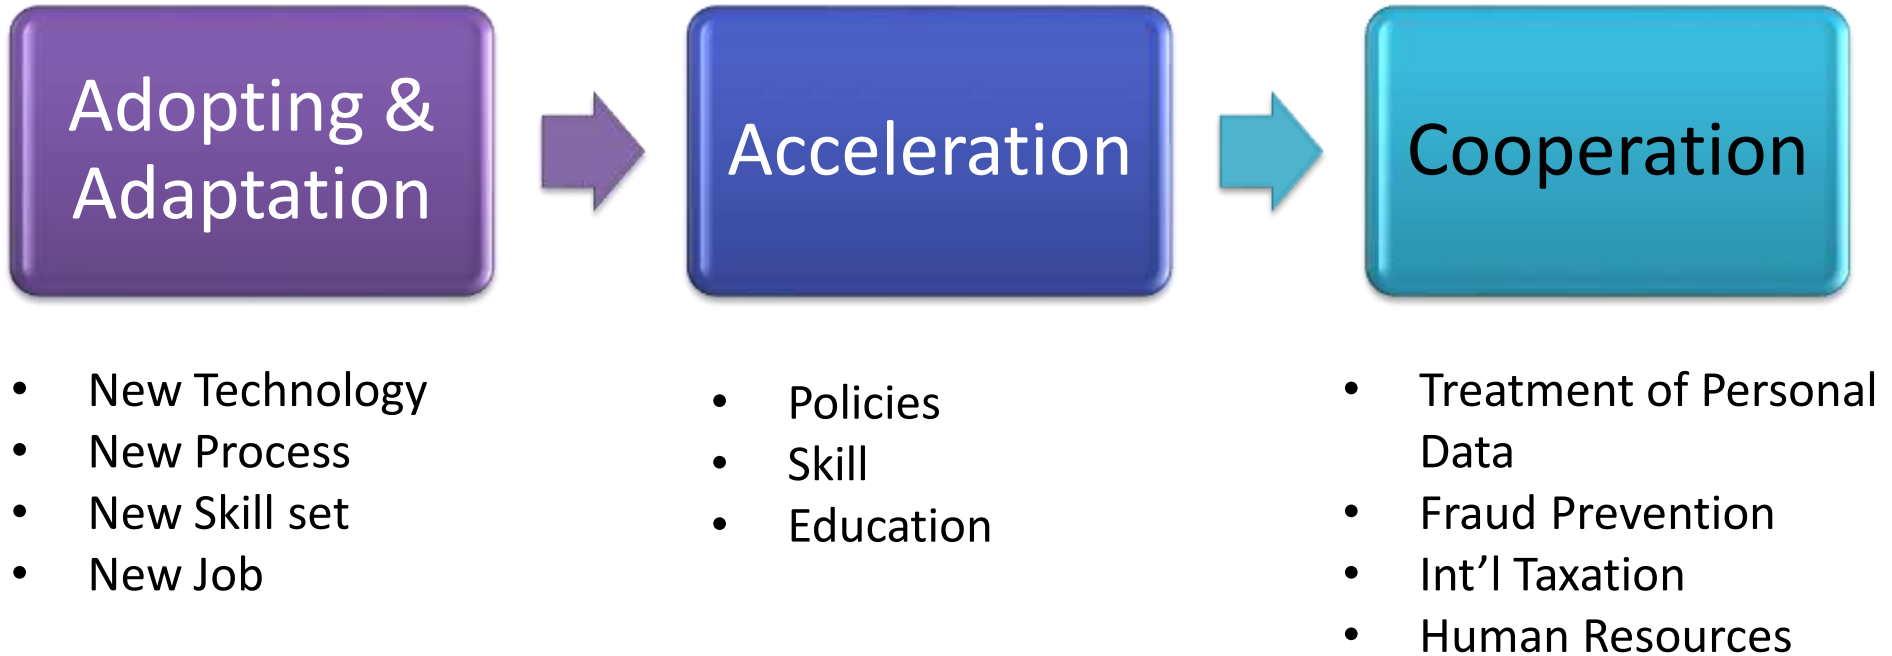 Adopting &
Adaptation
Acceleration
Cooperation
• New Technology
• New Process
• New Skill set
• New Job
• Policies
• Skill
• Education
• Treatment of Personal
Data
• Fraud Prevention
• Int’l Taxation
• Human Resources